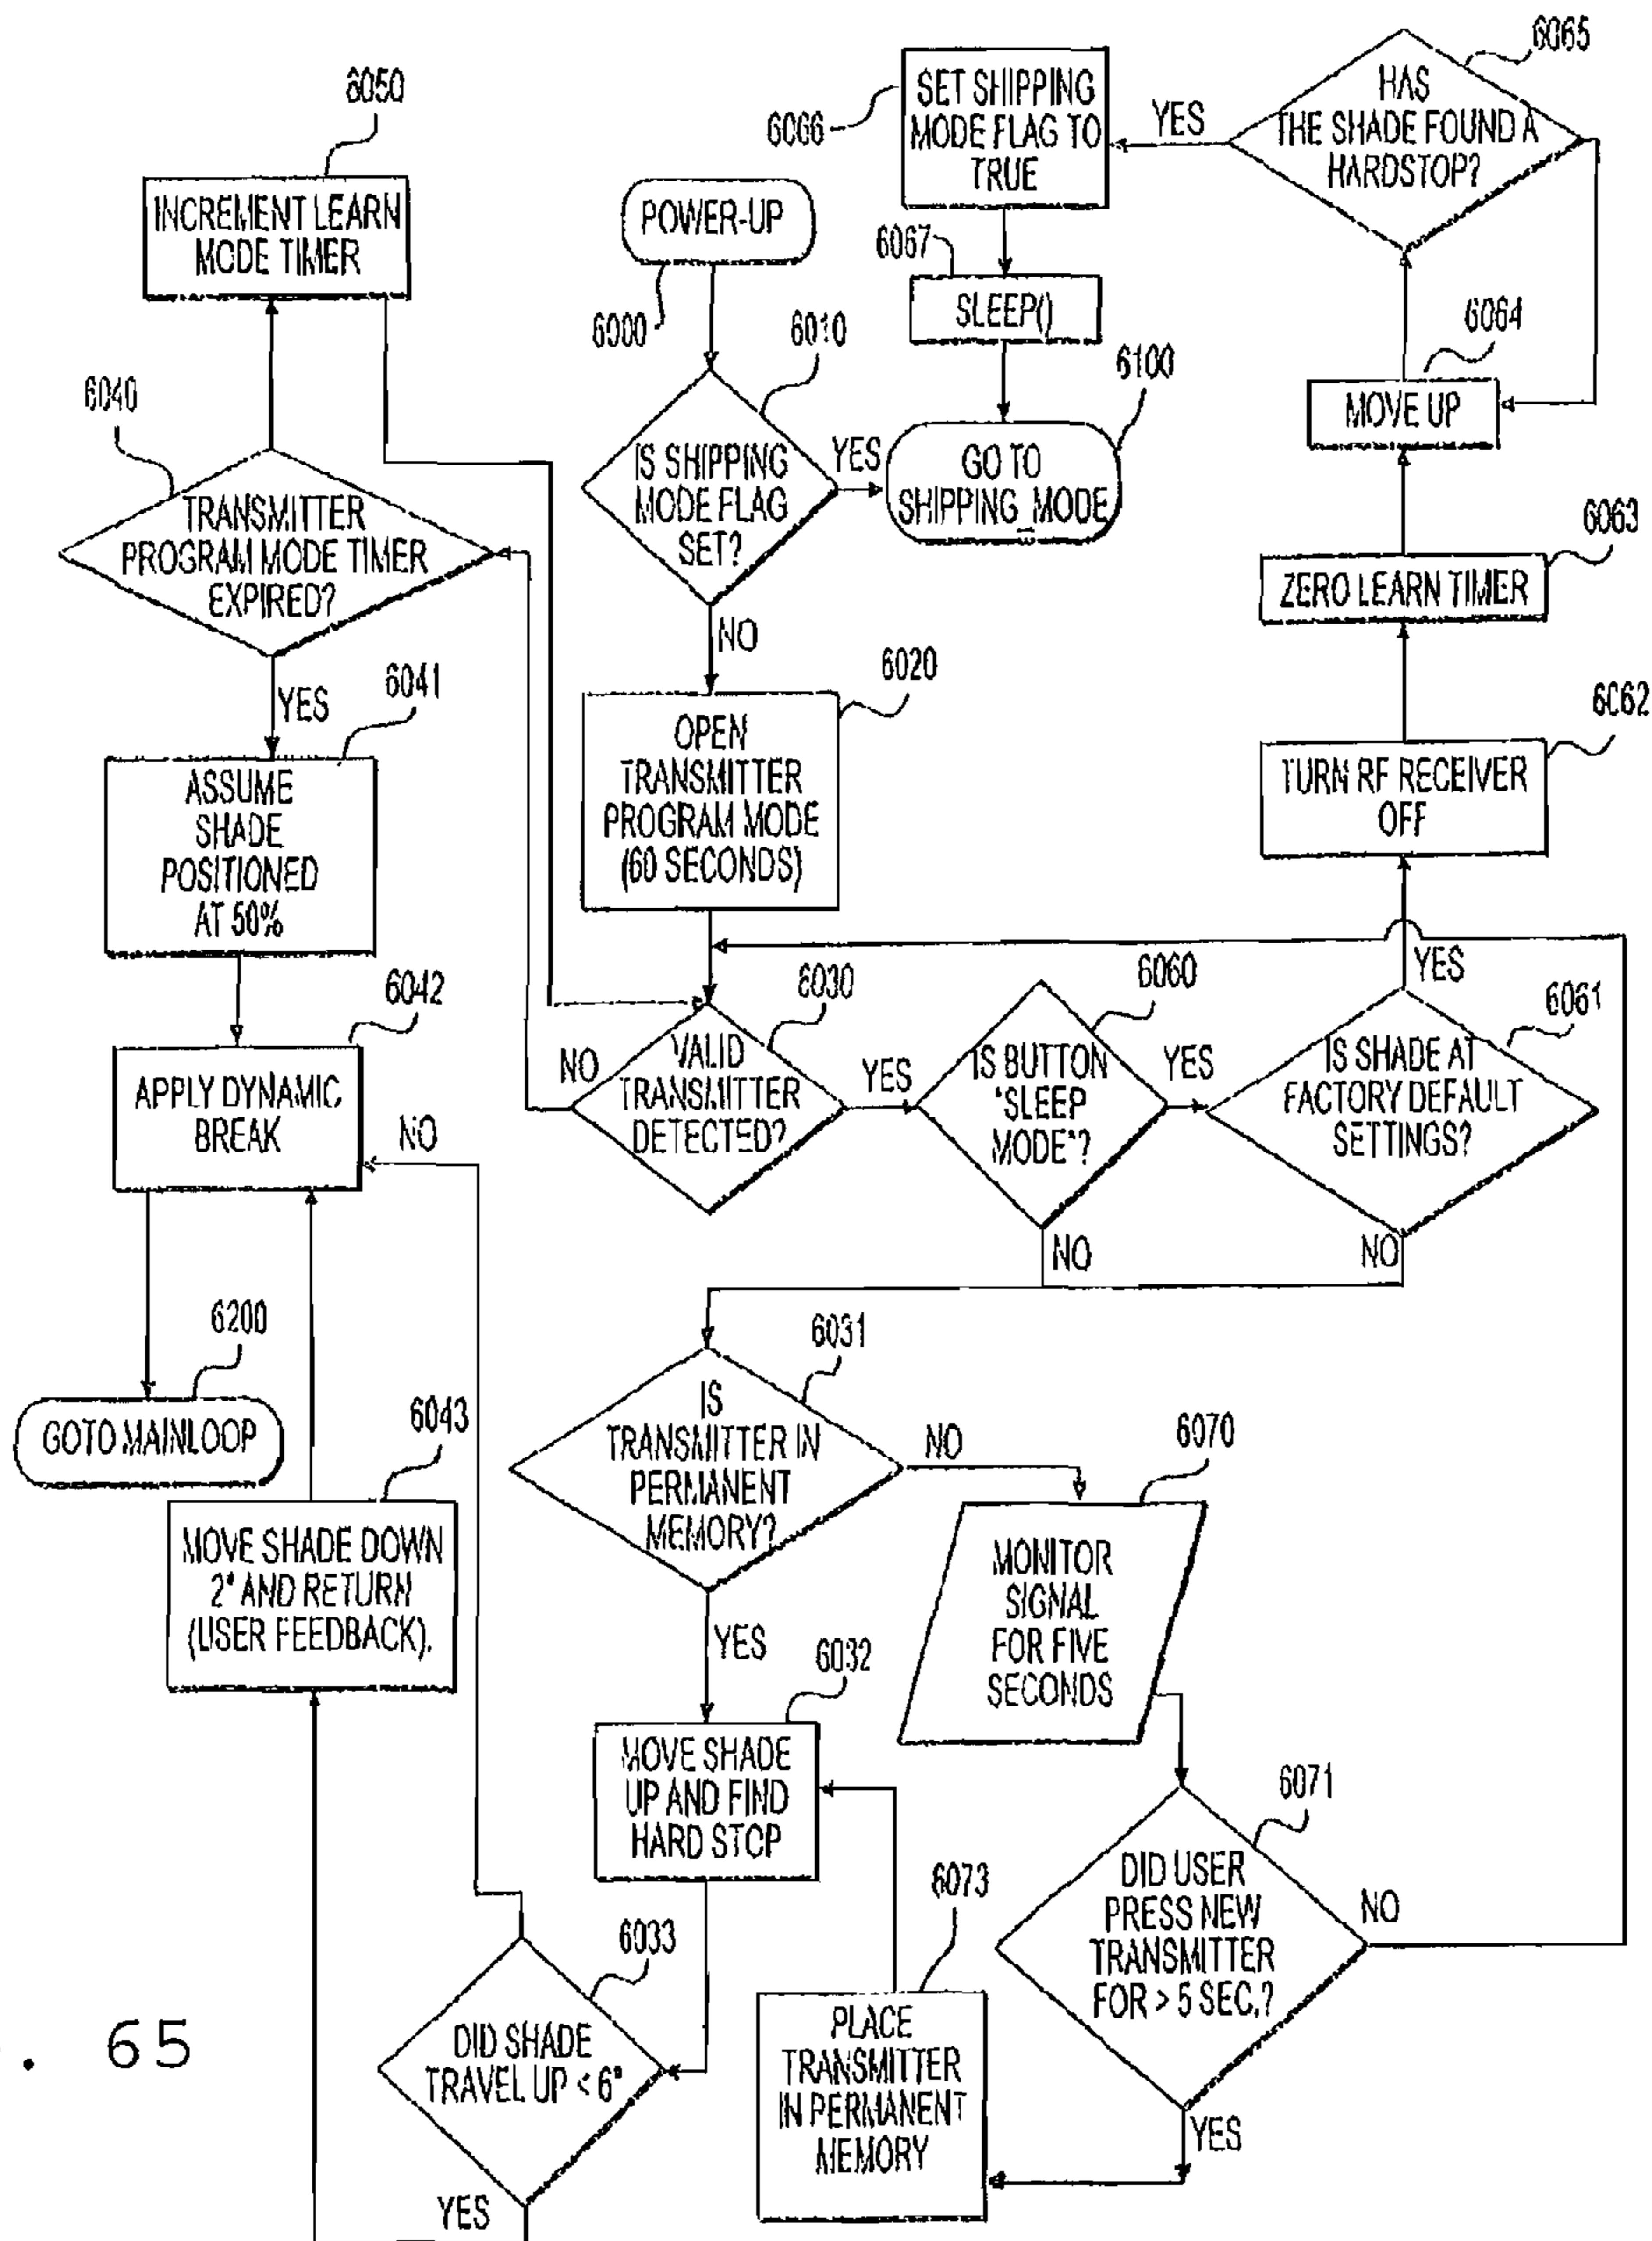 6065
HAS
THE SHADE FOUND A
HARDSTOP?
YES
SET SHIPPING
MODE FLAG TO
TRUE
6066
6050
INCREMENT LEARN
MODE TIMER
POWER-UP
6000
6067
SLEEP()
6010
6064
MOVE UP
6100
6040
TRANSMITTER
PROGRAM MODE TIMER
EXPIRED?
IS SHIPPING
MODE FLAG
SET?
YES
GO TO
SHIPPING_MODE
6063
ZERO LEARN TIMER
NO
6020
YES
6041
6062
OPEN
TRANSMITTER
PROGRAM MODE
(60 SECONDS)
TURN RF RECEIVER
OFF
ASSUME
SHADE
POSITIONED
AT 50%
YES
6042
6030
6060
6061
APPLY DYNAMIC
BREAK
NO
NO
VALID
TRANSMITTER
DETECTED?
YES
IS BUTTON
"SLEEP
MODE"?
YES
IS SHADE AT
FACTORY DEFAULT
SETTINGS?
NO
NO
6200
GOTO MAINLOOP
6031
IS
TRANSMITTER IN
PERMANENT
MEMORY?
NO
6070
6043
MOVE SHADE DOWN
2" AND RETURN
(USER FEEDBACK).
MONITOR
SIGNAL
FOR FIVE
SECONDS
YES
6032
MOVE SHADE
UP AND FIND
HARD STOP
6071
DID USER
PRESS NEW
TRANSMITTER
FOR > 5 SEC.?
NO
6073
6033
PLACE
TRANSMITTER
IN PERMANENT
MEMORY
DID SHADE
TRAVEL UP < 6"
. 65
YES
YES